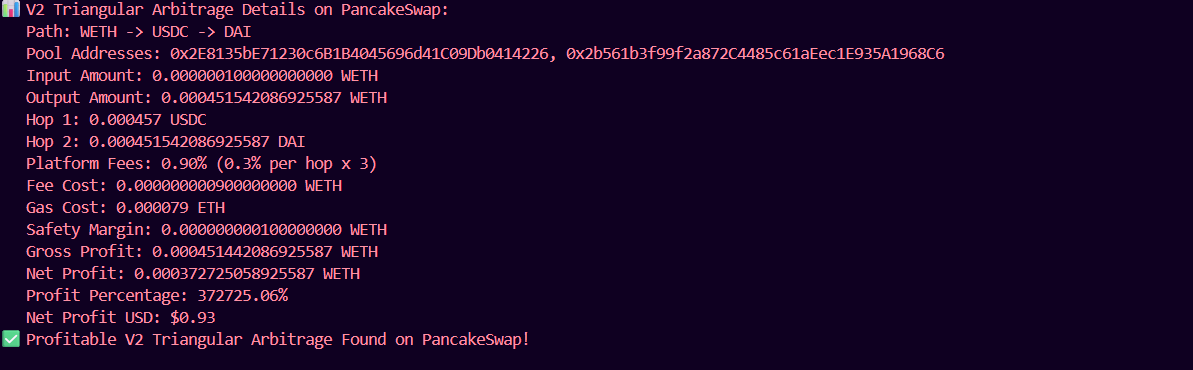 📊 V2 Triangular Arbitrage Details on PancakeSwap:
Path: WETH -> USDC -> DAI
Pool Addresses: 0x2E8135bE71230c6B1B4045696d41C09Db0414226, 0x2b561b3f99f2a872C4485c61aEec1E935A1968C6
Input Amount: 0.000000100000000000 WETH
Output Amount: 0.000451542086925587 WETH
Hop 1: 0.000457 USDC
Hop 2: 0.000451542086925587 DAI
Platform Fees: 0.90% (0.3% per hop x 3)
Fee Cost: 0.000000000900000000 WETH
Gas Cost: 0.000079 ETH
Safety Margin: 0.000000000100000000 WETH
Gross Profit: 0.000451442086925587 WETH
Net Profit: 0.000372725058925587 WETH
Profit Percentage: 372725.06%
Net Profit USD: $0.93
✅ Profitable V2 Triangular Arbitrage Found on PancakeSwap!